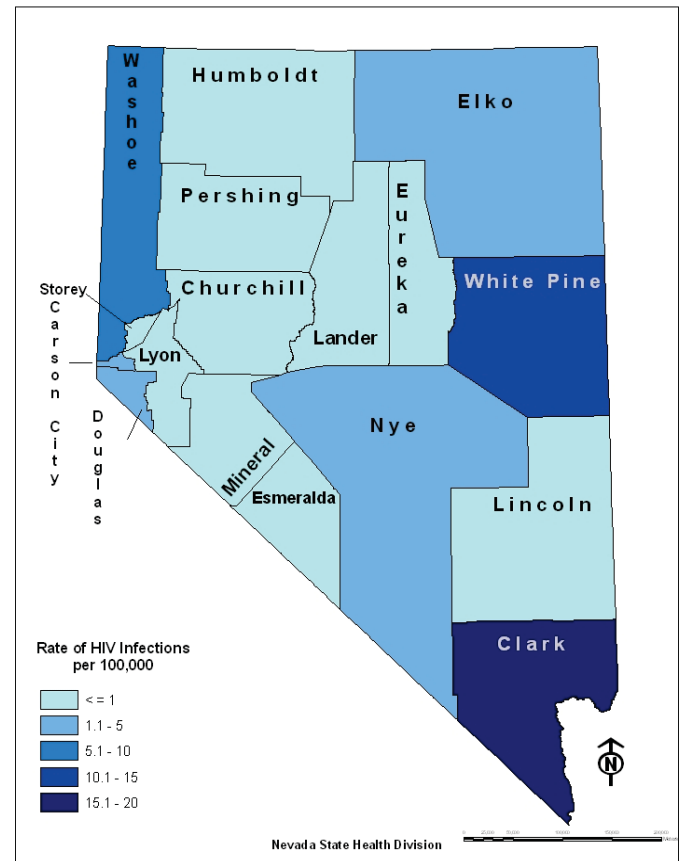 Washoe
Humboldt
Elko
Pershing
Eureka
Storey
Churchill
White Pine
Carson City
Lyon
Lander
Douglas
Nye
Mineral
Esmeralda
Lincoln
Clark
Rate of HIV Infections
per 100,000
< = 1
1.1 - 5
5.1 - 10
10.1 - 15
15.1 - 20
N
Nevada State Health Division